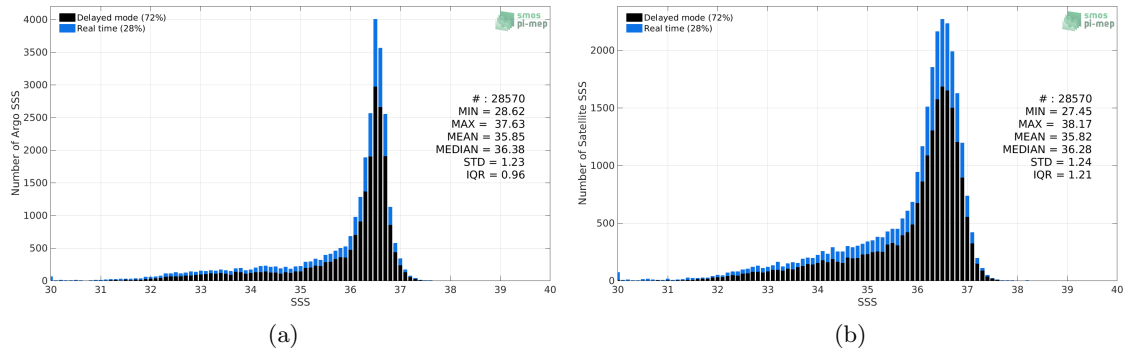 Delayed mode (72%)
Real time (28%)
smos
pi-mep
4000
3500
3000
2500
2000
1500
1000
500
0
Number of Argo SSS
# : 28570
MIN = 28.62
MAX = 37.63
MEAN = 35.85
MEDIAN = 36.38
STD = 1.23
IQR = 0.96
30 31 32 33 34 35 36 37 38 39 40
SSS
(a)
Delayed mode (72%)
Real time (28%)
smos
pi-mep
2000
1500
1000
500
0
Number of Satellite SSS
# : 28570
MIN = 27.45
MAX = 38.17
MEAN = 35.82
MEDIAN = 36.28
STD = 1.24
IQR = 1.21
30 31 32 33 34 35 36 37 38 39 40
SSS
(b)